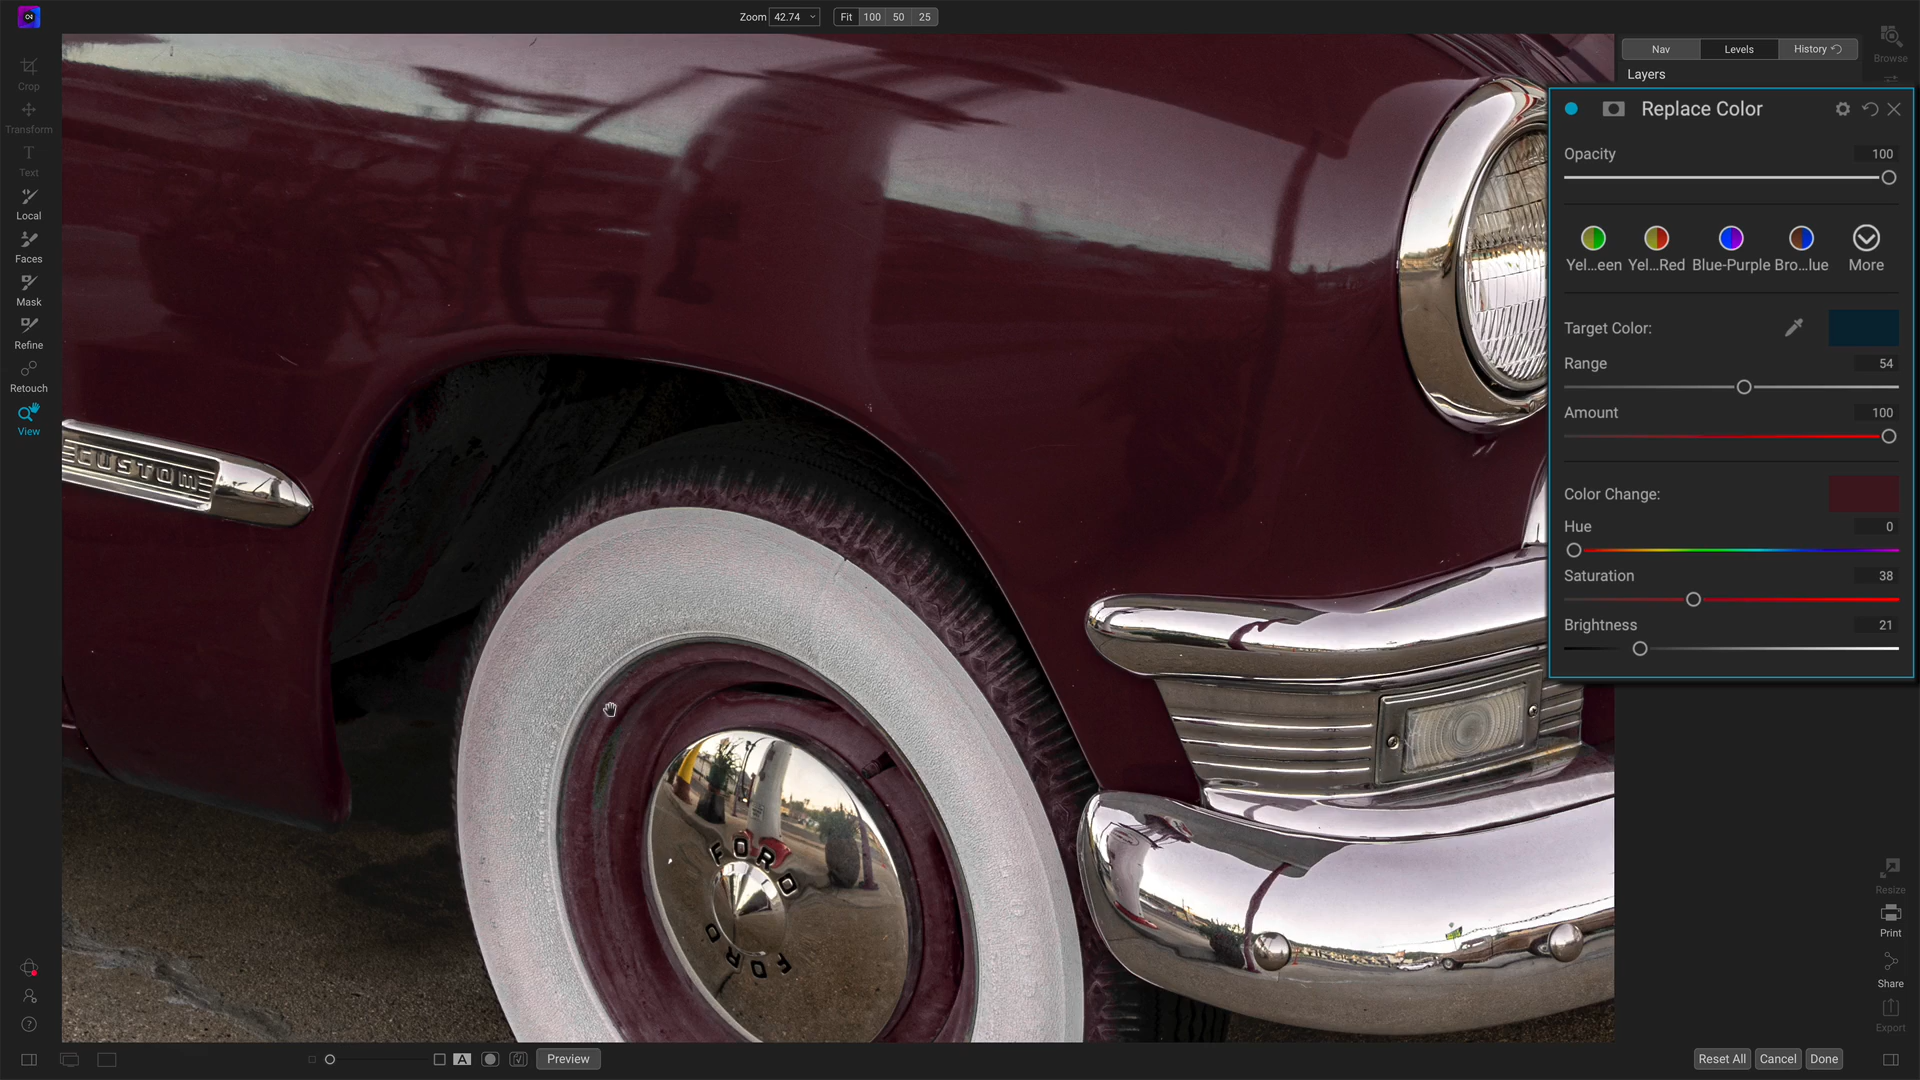 Zoom 42.74 Fit 100 50 25
Nav Levels History
Browse
Layers
Crop
Transform
Text
Local
Faces
Mask
Refine
Retouch
View
Replace Color
Opacity 100
Yel...een Yel...Red Blue-Purple Bro...lue More
Target Color:
Range 54
Amount 100
Color Change:
Hue 0
Saturation 38
Brightness 21
CUSTOM
FORD
FORD
Resize
Print
Share
Export
A Preview
Reset All Cancel Done